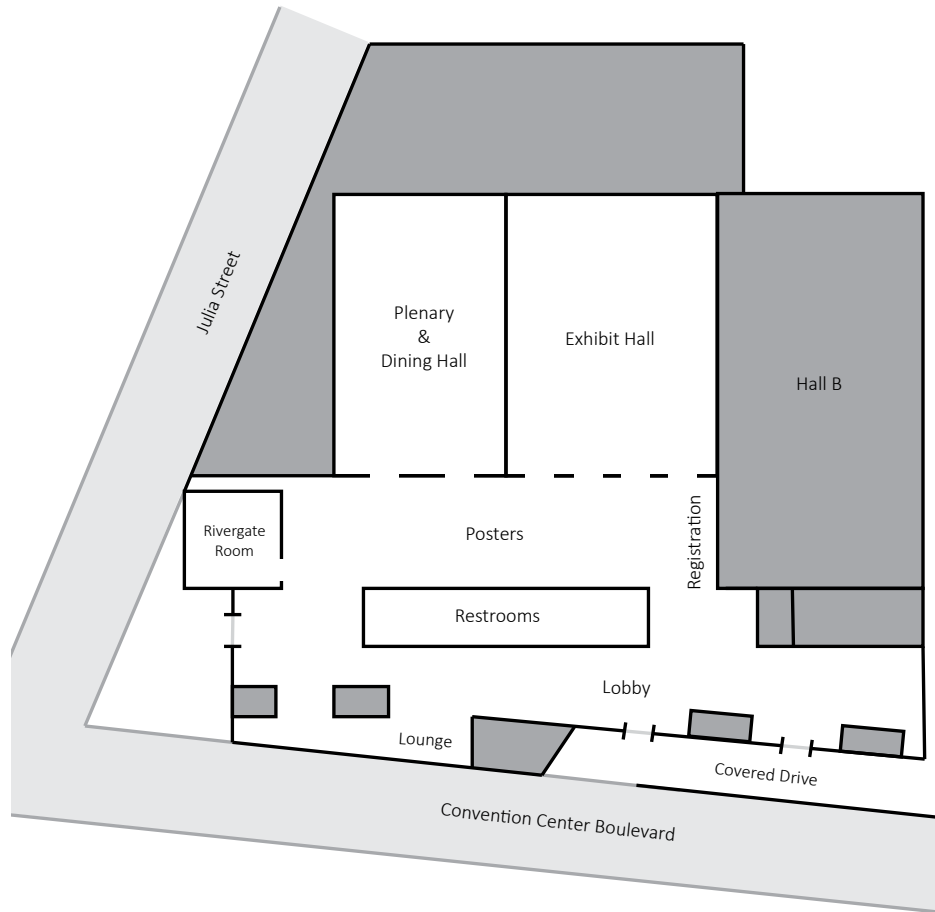 Julia Street
Plenary
&
Dining Hall
Exhibit Hall
Hall B
Rivergate
Room
Posters
Registration
Restrooms
Lobby
Lounge
Covered Drive
Convention Center Boulevard